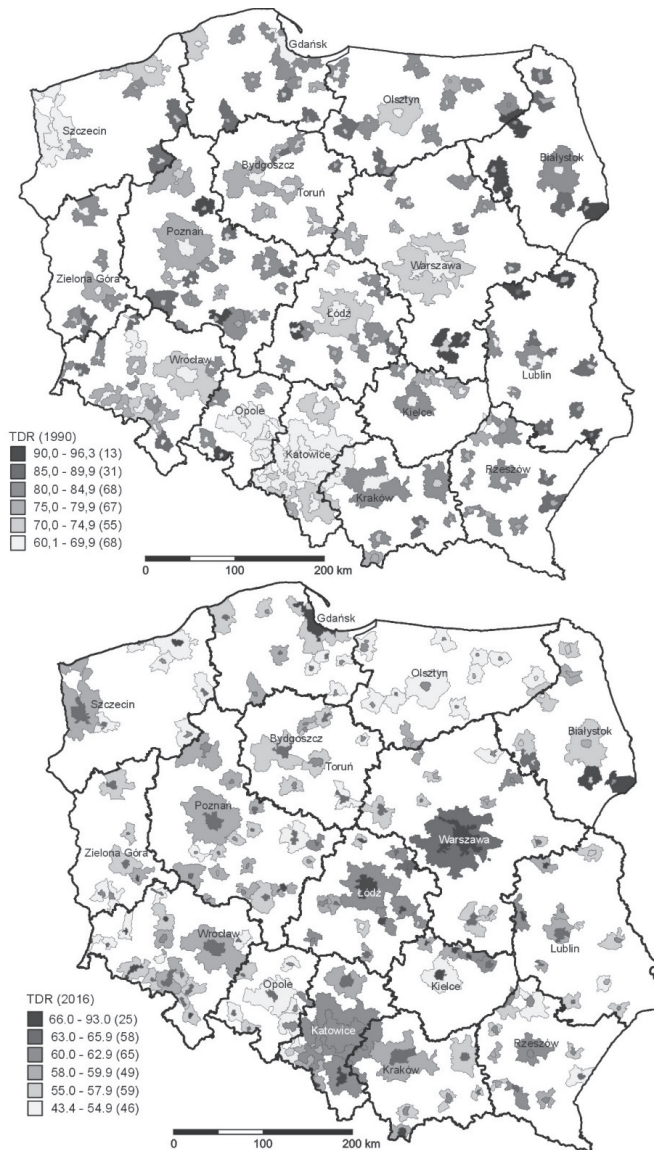 Gdańsk
Szczecin
Olsztyn
Białystok
Bydgoszcz
Toruń
Poznań
Warszawa
Zielona Góra
Łódź
Wrocław
Lublin
Opole
Kielce
Katowice
Kraków
Rzeszów
TDR (1990)
90,0 - 96,3 (13)
85,0 - 89,9 (31)
80,0 - 84,9 (68)
75,0 - 79,9 (67)
70,0 - 74,9 (55)
60,1 - 69,9 (68)
0 100 200 km
Gdańsk
Szczecin
Olsztyn
Białystok
Bydgoszcz
Toruń
Poznań
Warszawa
Zielona Góra
Łódź
Wrocław
Lublin
Opole
Kielce
Katowice
Kraków
Rzeszów
TDR (2016)
66.0 - 93.0 (25)
63.0 - 65.9 (58)
60.0 - 62.9 (65)
58.0 - 59.9 (49)
55.0 - 57.9 (59)
43.4 - 54.9 (46)
0 100 200 km